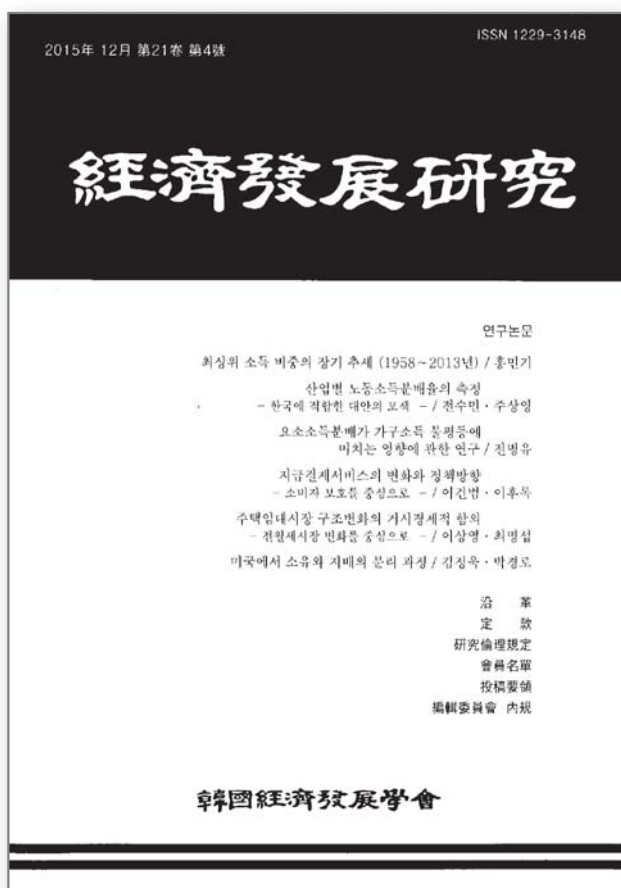 2015年 12月 第21卷 第4號
ISSN 1229-3148
經濟發展研究
연구논문
최상위 소득 비중의 장기 추세 (1958~2013년) / 홍민기
산업별 노동소득분배율의 측정
- 한국에 적합한 대안의 모색 - / 전수민·주상영
요소소득분배가 가구소득 불평등에
미치는 영향에 관한 연구 / 전병유
지급결제서비스의 변화와 정책방향
- 소비자 보호를 중심으로 - / 이건범·이후록
주택임대시장 구조변화의 거시경제적 함의
- 전월세시장 변화를 중심으로 - / 이상영·최명섭
미국에서 소유와 지배의 분리 과정 / 김정욱·박경로
沿 革
定 款
研究倫理規定
會員名單
投稿要領
編輯委員會 內規
韓國經濟發展學會